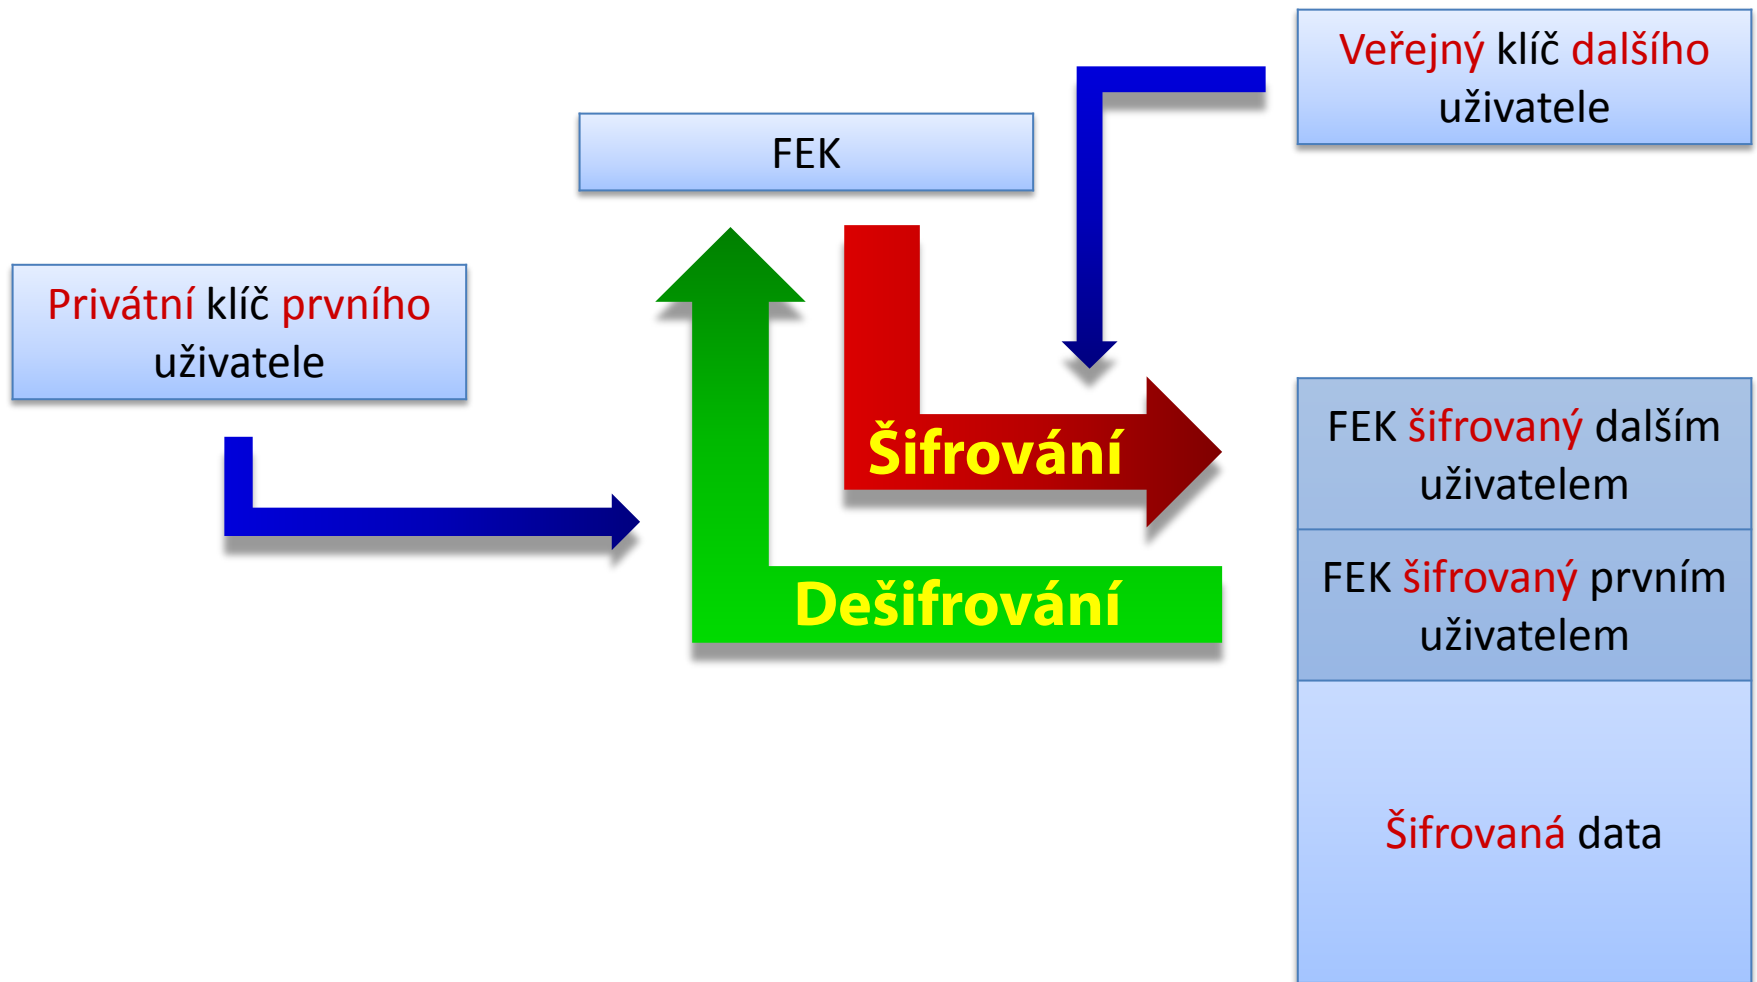 Veřejný klíč dalšího
uživatele
FEK
Privátní klíč prvního
uživatele
Šifrování
Dešifrování
FEK šifrovaný dalším
uživatelem
FEK šifrovaný prvním
uživatelem
Šifrovaná data